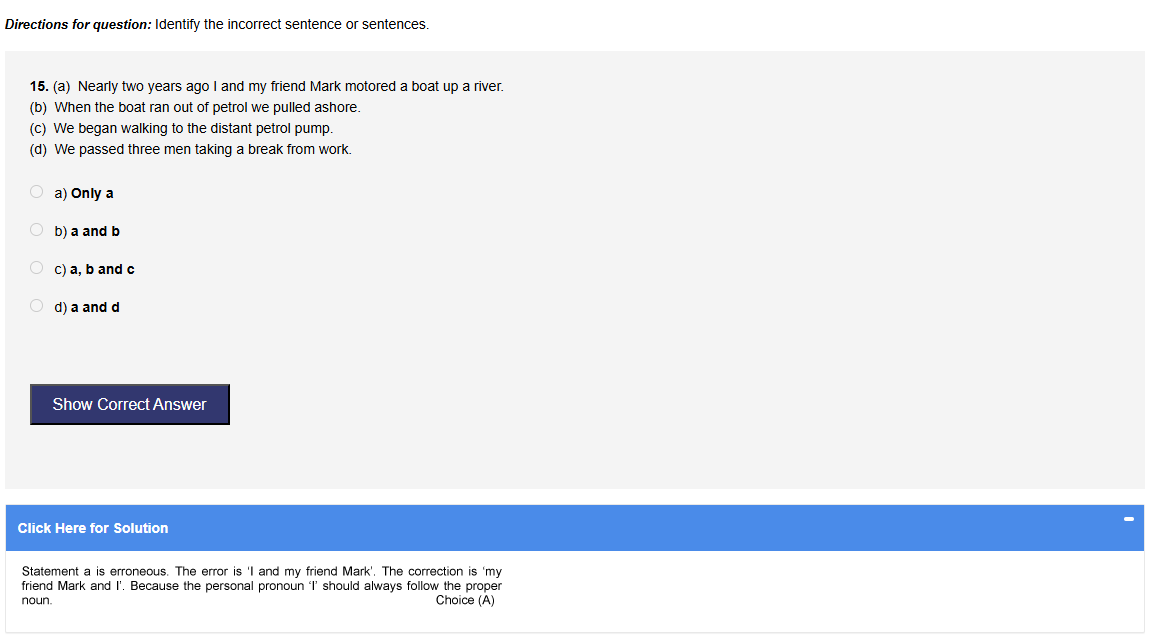 Directions for question: Identify the incorrect sentence or sentences.
15. (a) Nearly two years ago I and my friend Mark motored a boat up a river.
(b) When the boat ran out of petrol we pulled ashore.
(c) We began walking to the distant petrol pump.
(d) We passed three men taking a break from work.
a) Only a
b) a and b
c) a, b and c
d) a and d
Show Correct Answer
Click Here for Solution
Statement a is erroneous. The error is 'I and my friend Mark'. The correction is 'my
friend Mark and I'. Because the personal pronoun 'I' should always follow the proper
noun. Choice (A)